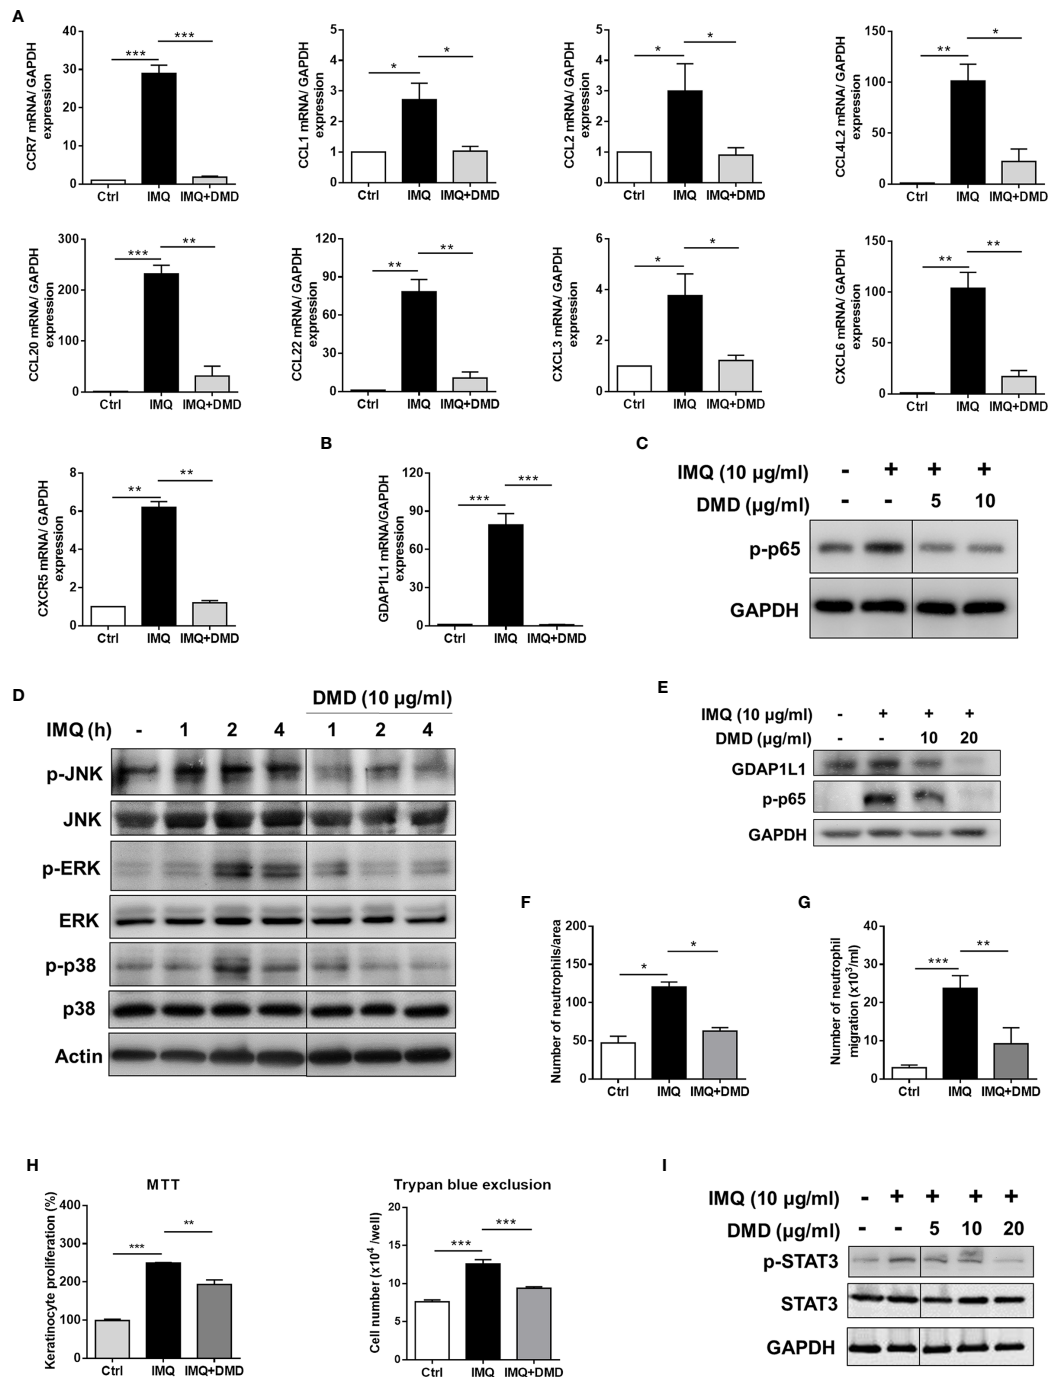 A
CCR7 mRNA/ GAPDH
expression
40
30
20
10
0
***
***
Ctrl IMQ IMQ+DMD
CCL1 mRNA/ GAPDH
expression
5
4
3
2
1
0
*
*
Ctrl IMQ IMQ+DMD
CCL2 mRNA/ GAPDH
expression
5
4
3
2
1
0
*
*
Ctrl IMQ IMQ+DMD
CCL4L2 mRNA/ GAPDH
expression
150
100
50
0
**
*
Ctrl IMQ IMQ+DMD
CCL20 mRNA/ GAPDH
expression
300
200
100
0
***
**
Ctrl IMQ IMQ+DMD
CCL22 mRNA/ GAPDH
expression
120
90
60
30
0
**
**
Ctrl IMQ IMQ+DMD
CXCL3 mRNA/ GAPDH
expression
6
4
2
0
*
*
Ctrl IMQ IMQ+DMD
CXCL6 mRNA/ GAPDH
expression
150
100
50
0
**
**
Ctrl IMQ IMQ+DMD
CXCR5 mRNA/ GAPDH
expression
8
6
4
2
0
**
**
Ctrl IMQ IMQ+DMD
B
GDAP1L1 mRNA/GAPDH
expression
120
90
60
30
0
***
***
Ctrl IMQ IMQ+DMD
C
IMQ (10 µg/ml) - + + +
DMD (µg/ml) - - 5 10
p-p65
GAPDH
D
DMD (10 µg/ml)
IMQ (h) - 1 2 4 1 2 4
p-JNK
JNK
p-ERK
ERK
p-p38
p38
Actin
E
IMQ (10 µg/ml) - + + +
DMD (µg/ml) - - 10 20
GDAP1L1
p-p65
GAPDH
F
Number of neutrophils/area
200
150
100
50
0
*
*
Ctrl IMQ IMQ+DMD
G
Number of neutrophil
migration (x10³/ml)
40
30
20
10
0
***
**
Ctrl IMQ IMQ+DMD
H
MTT
Keratinocyte proliferation (%)
400
300
200
100
0
***
**
Ctrl IMQ IMQ+DMD
Trypan blue exclusion
Cell number (x10⁴ /well)
20
15
10
5
0
***
***
Ctrl IMQ IMQ+DMD
I
IMQ (10 µg/ml) - + + + +
DMD (µg/ml) - - 5 10 20
p-STAT3
STAT3
GAPDH